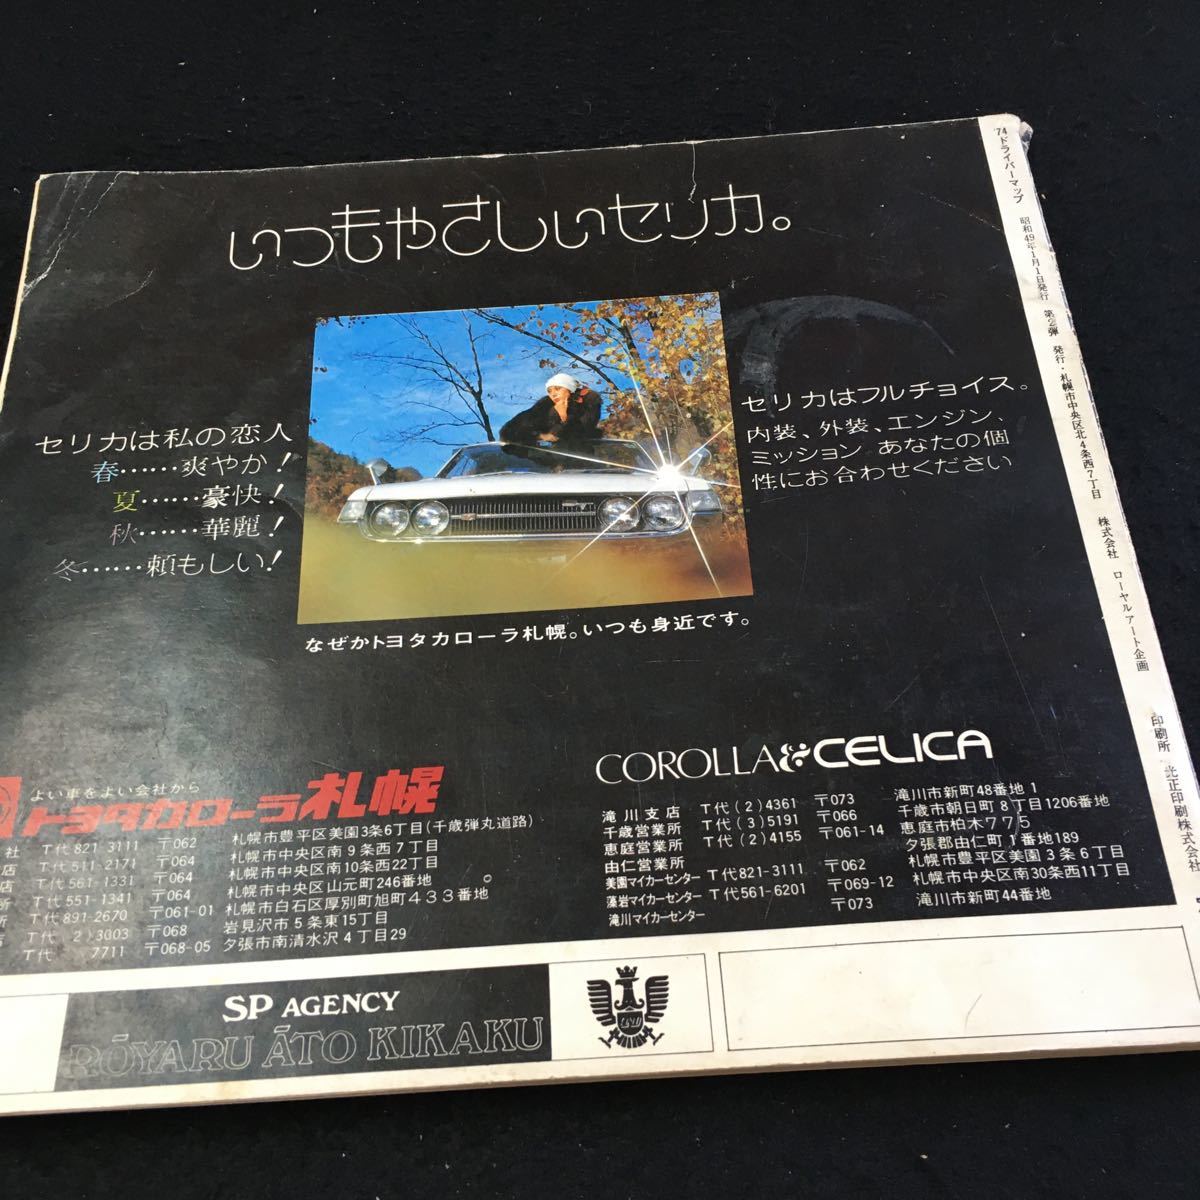 いつもやさしいセリカ。
セリカは私の恋人
春……爽やか!
夏……豪快!
秋……華麗!
冬……頼もしい!
セリカはフルチョイス。
内装、外装、エンジン、
ミッション あなたの個
性にお合わせください
なぜかトヨタカローラ札幌。いつも身近です。
よい車をよい会社から
トヨタカローラ札幌
社 T代821 3111 〒062 札幌市豊平区美園3条6丁目(千歳弾丸道路)
店 T代511-2171 〒064 札幌市中央区南9条西7丁目
店 T代561-1331 〒064 札幌市中央区南10条西22丁目
所 T代551-1341 〒064 札幌市中央区山元町246番地
所 T代891-2670 〒061-01 札幌市白石区厚別町旭町433番地
店 T代 2)3003 〒068 岩見沢市5条東15丁目
T代 7711 〒068-05 夕張市南清水沢4丁目29
COROLLA&CELICA
滝川支店 T代(2)4361 〒073 滝川市新町48番地1
千歳営業所 T代(3)5191 〒066 千歳市朝日町8丁目1206番地
恵庭営業所 T代(2)4155 〒061-14 恵庭市柏木775
由仁営業所 夕張郡由仁町1番地189
美園マイカーセンター T代821-3111 〒062 札幌市豊平区美園3条6丁目
藻岩マイカーセンター T代561-6201 〒069-12 札幌市中央区南30条西11丁目
滝川マイカーセンター 〒073 滝川市新町44番地
SP AGENCY
RŌYARU ĀTO KIKAKU
'74ドライバーマップ 昭和49年1月1日発行 第2弾 発行・札幌市中央区北4条西7丁目 株式会社 ローヤルアート企画 印刷所 光正印刷株式会社